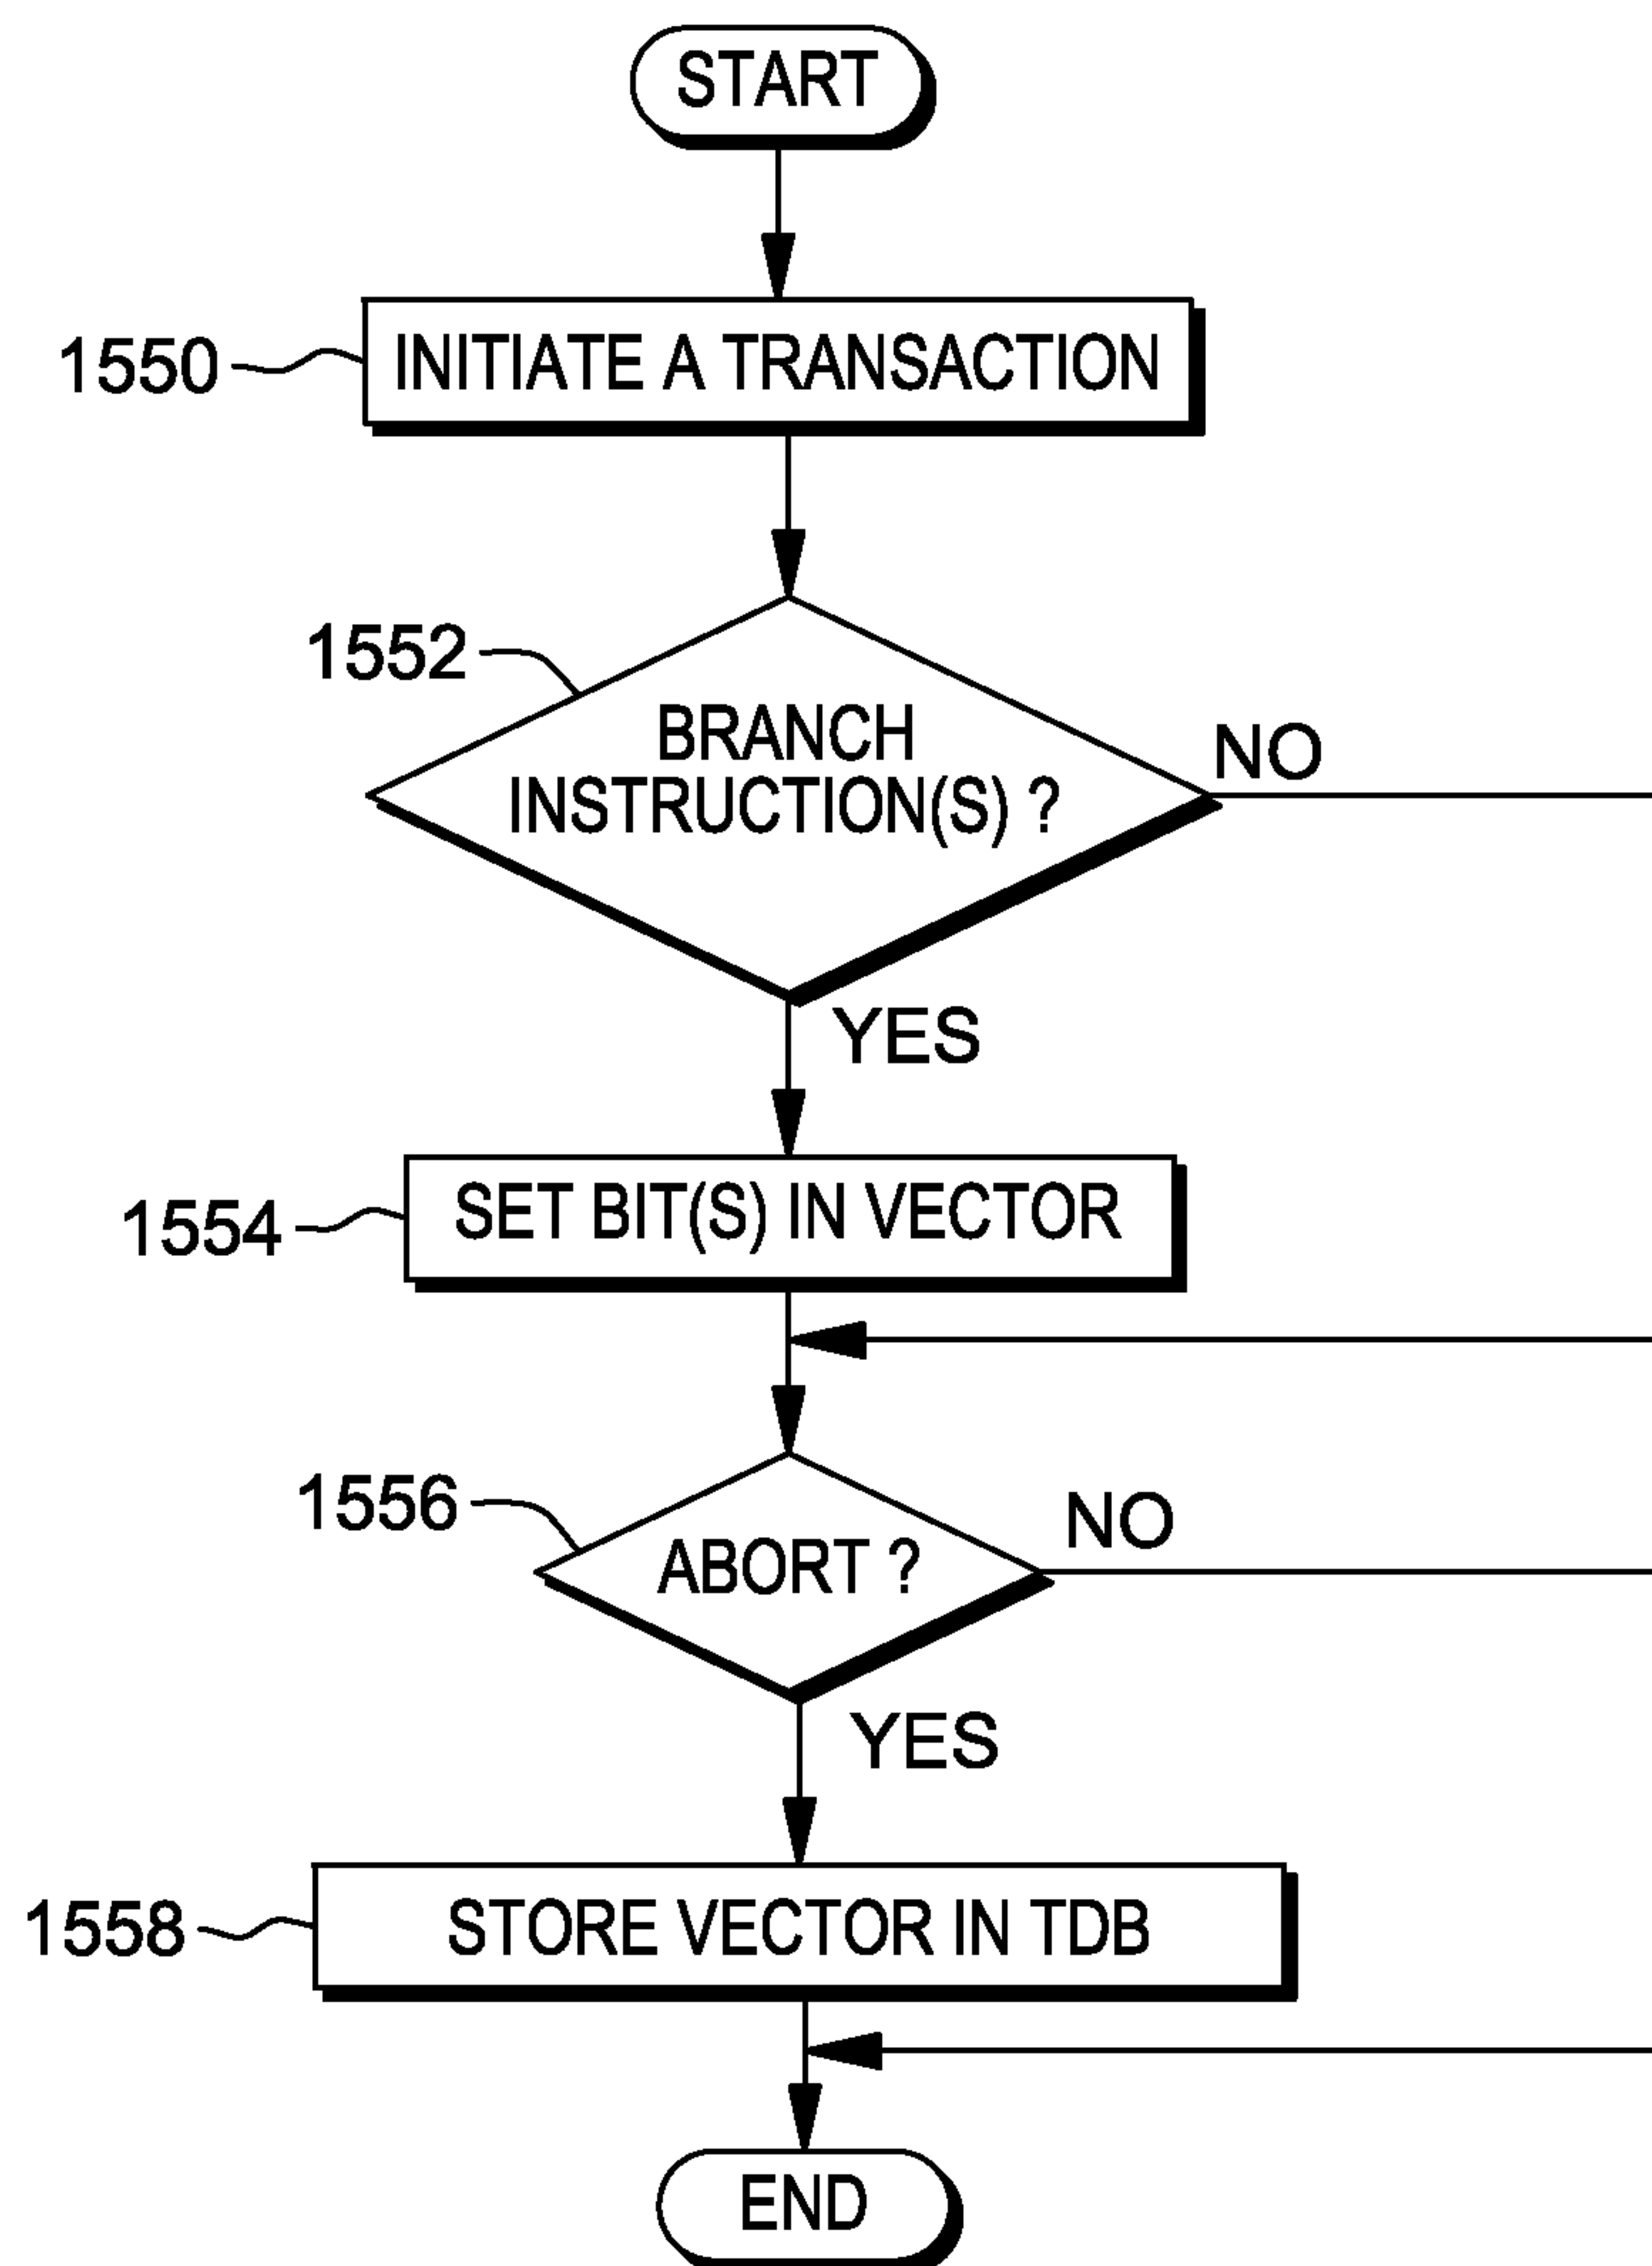 START
1550
INITIATE A TRANSACTION
1552
BRANCH
INSTRUCTION(S) ?
NO
YES
1554
SET BIT(S) IN VECTOR
1556
ABORT ?
NO
YES
1558
STORE VECTOR IN TDB
END